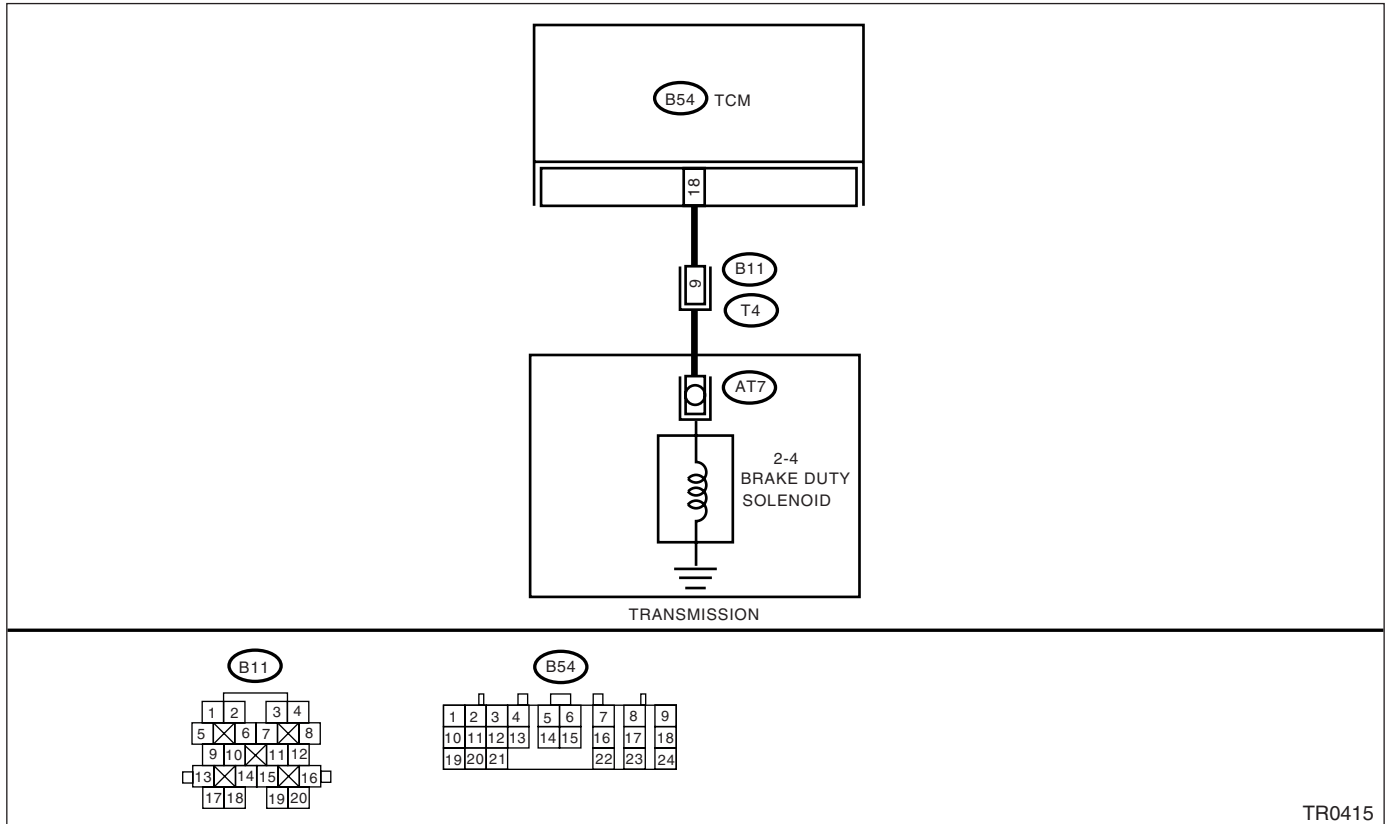 B54 TCM
18
B11
9
T4
AT7
2-4
BRAKE DUTY
SOLENOID
TRANSMISSION
B11
1 2 3 4
5 6 7 8
9 10 11 12
13 14 15 16
17 18 19 20
B54
1 2 3 4 5 6 7 8 9
10 11 12 13 14 15 16 17 18
19 20 21 22 23 24
TR0415